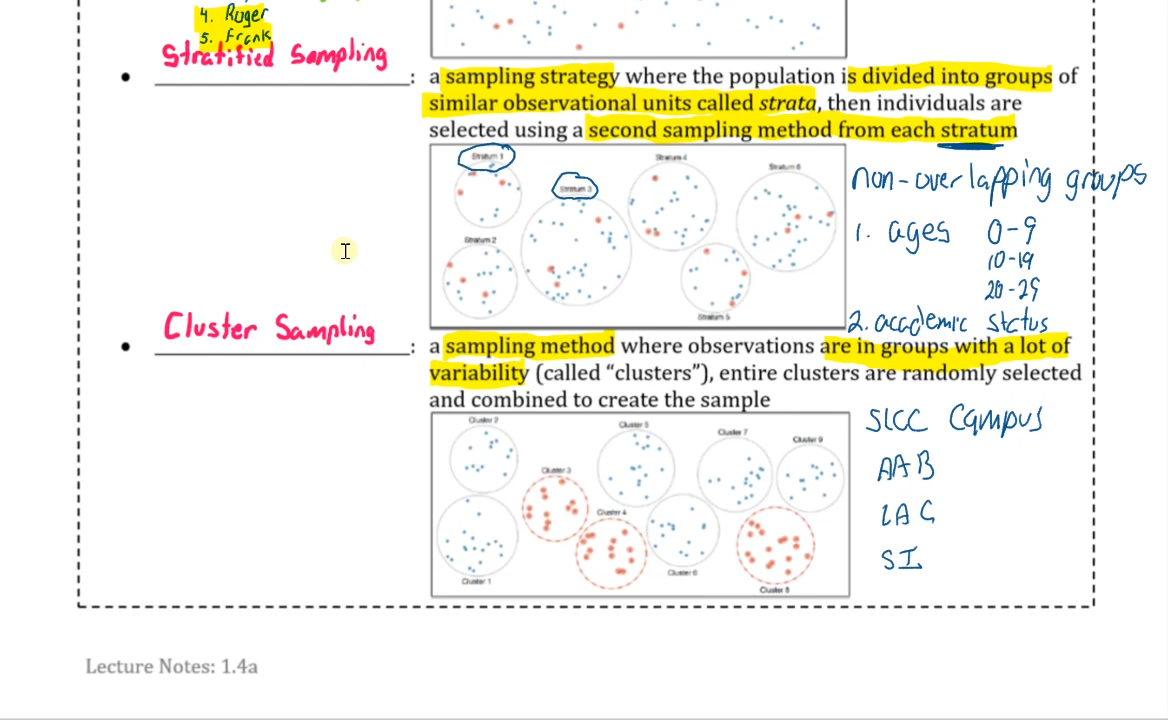 4. Ruger
5. Frank
Stratified Sampling
• : a sampling strategy where the population is divided into groups of
similar observational units called strata, then individuals are
selected using a second sampling method from each stratum
Stratum 1
Stratum 2
Stratum 3
Stratum 4
Stratum 5
Stratum 6
non-overlapping groups
1. ages 0-9
10-19
20-29
2. academic status
Cluster Sampling
• : a sampling method where observations are in groups with a lot of
variability (called “clusters”), entire clusters are randomly selected
and combined to create the sample
Cluster 2
Cluster 5
Cluster 7
Cluster 9
Cluster 3
Cluster 4
Cluster 6
Cluster 1
Cluster 8
SLCC Campus
AAB
LAC
SI
Lecture Notes: 1.4a